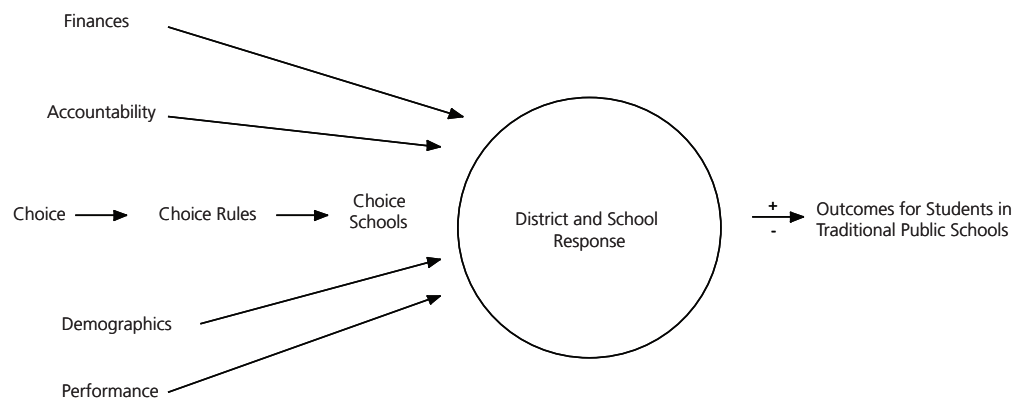 Finances
Accountability
Choice
Choice Rules
Choice
Schools
District and School
Response
+
-
Outcomes for Students in
Traditional Public Schools
Demographics
Performance